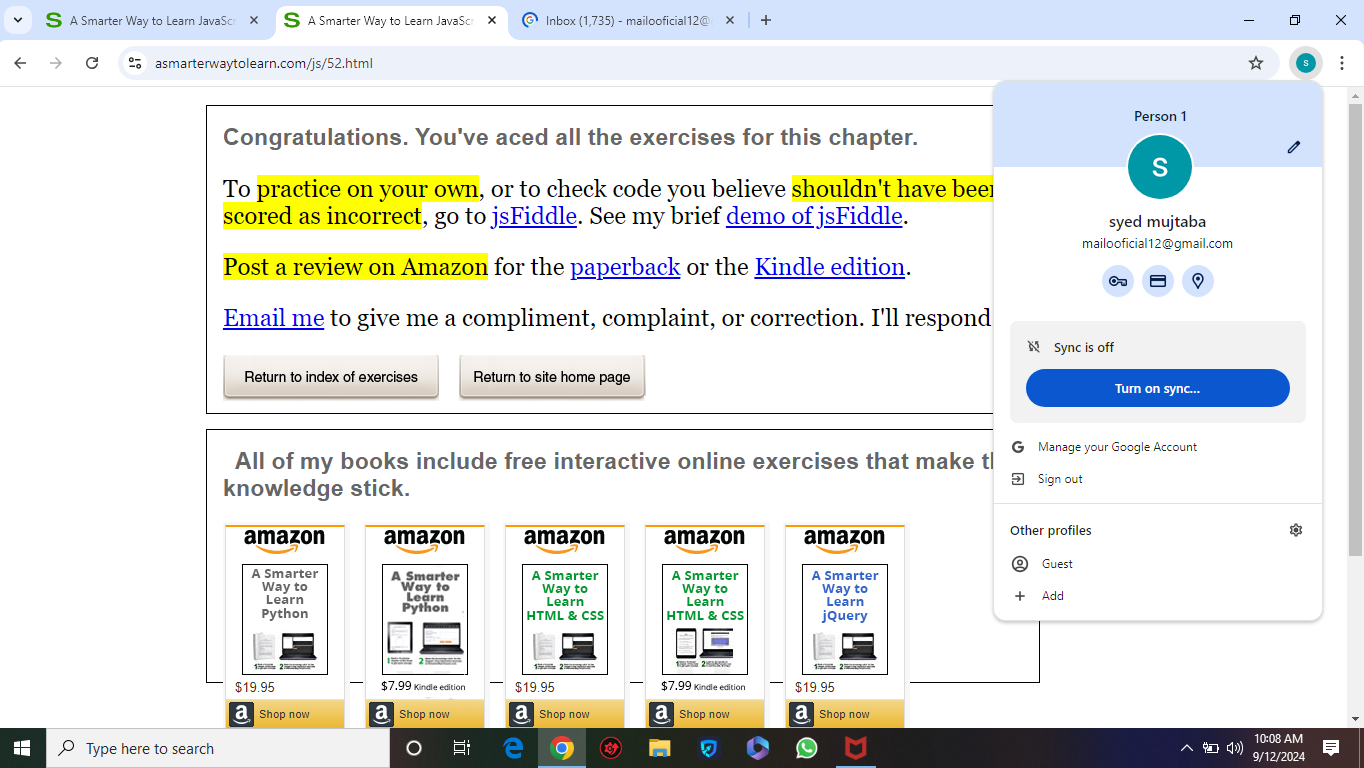 A Smarter Way to Learn JavaSc
A Smarter Way to Learn JavaSc
Inbox (1,735) - mailooficial12@
asmarterwaytolearn.com/js/52.html
S
Congratulations. You've aced all the exercises for this chapter.
To practice on your own, or to check code you believe shouldn't have been
scored as incorrect, go to jsFiddle. See my brief demo of jsFiddle.
Post a review on Amazon for the paperback or the Kindle edition.
Email me to give me a compliment, complaint, or correction. I'll respond
Return to index of exercises
Return to site home page
All of my books include free interactive online exercises that make th
knowledge stick.
amazon
A Smarter
Way to
Learn
Python
$19.95
Shop now
amazon
A Smarter
Way to
Learn
Python
$7.99 Kindle edition
Shop now
amazon
A Smarter
Way to
Learn
HTML & CSS
$19.95
Shop now
amazon
A Smarter
Way to
Learn
HTML & CSS
$7.99 Kindle edition
Shop now
amazon
A Smarter
Way to
Learn
jQuery
$19.95
Shop now
Person 1
S
syed mujtaba
mailooficial12@gmail.com
Sync is off
Turn on sync...
Manage your Google Account
Sign out
Other profiles
Guest
Add
Type here to search
10:08 AM
9/12/2024